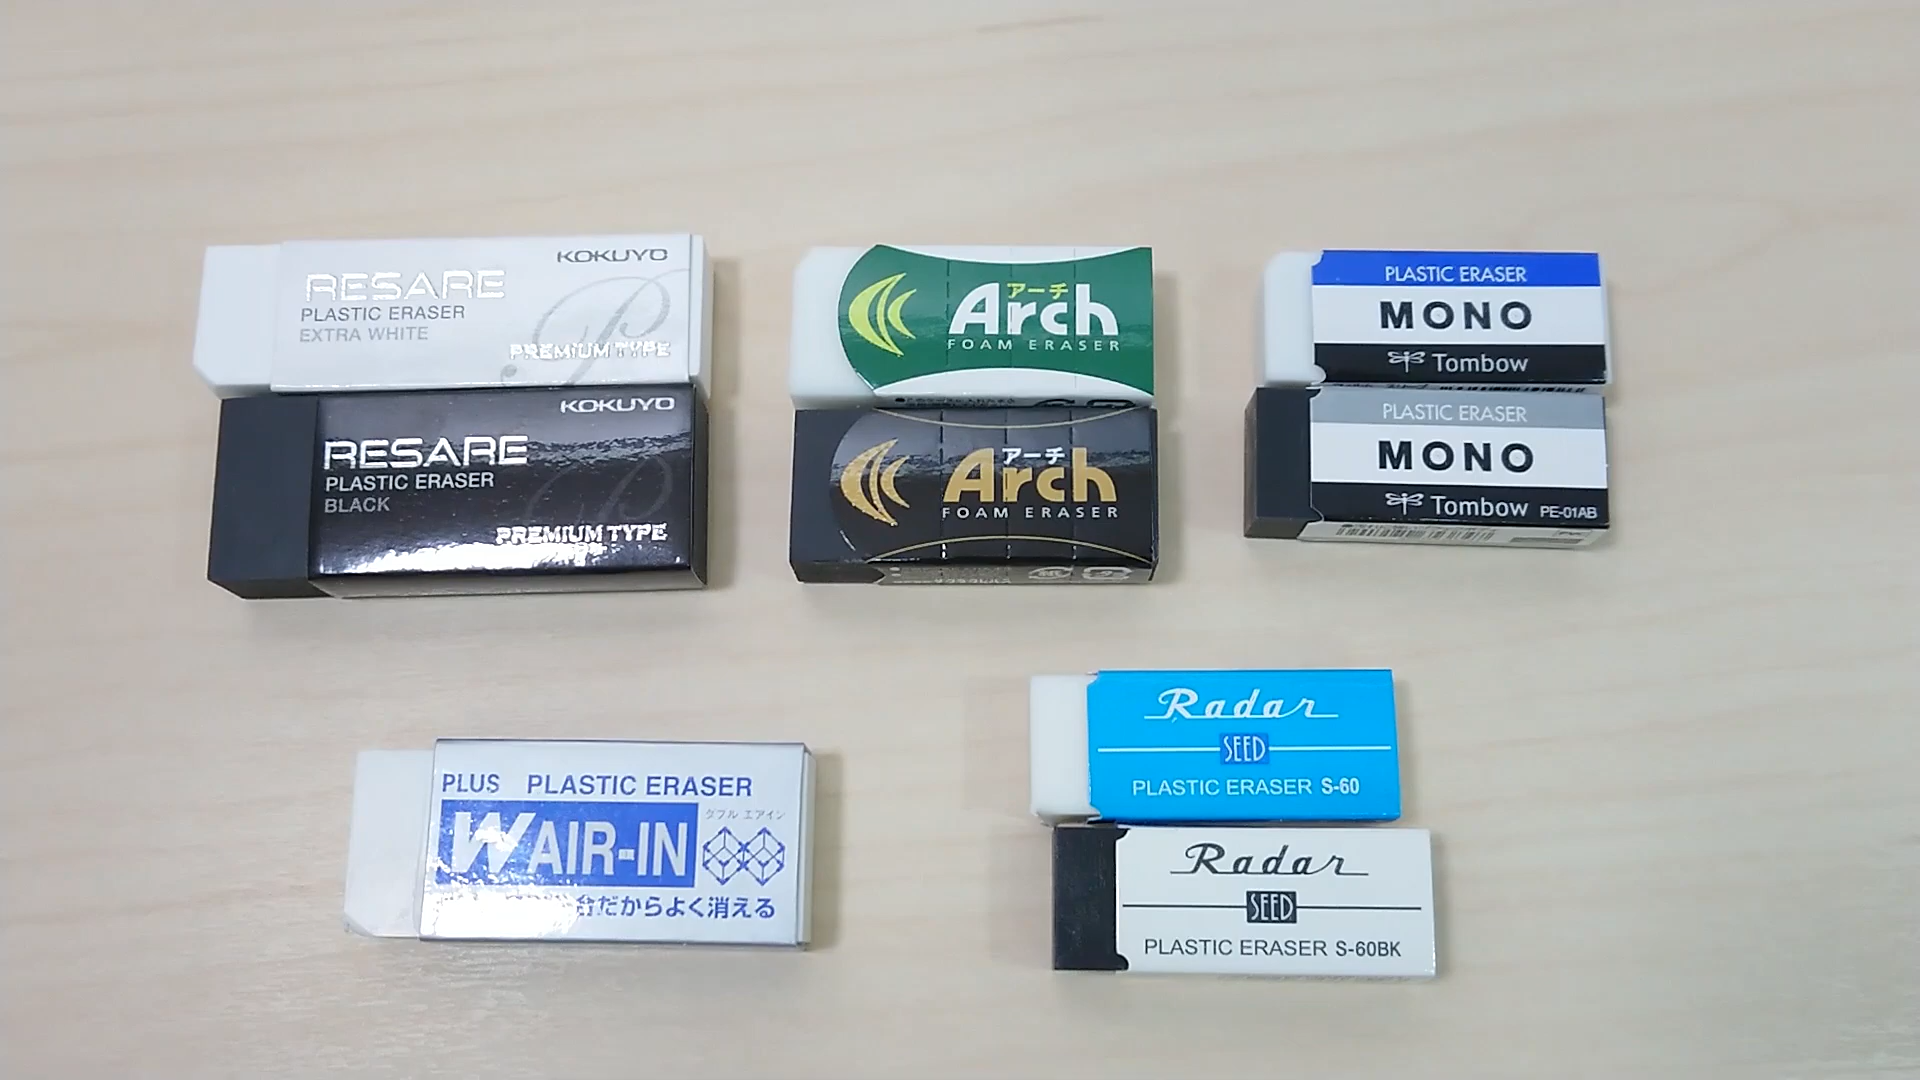 KOKUYO
RESARE
PLASTIC ERASER
EXTRA WHITE
PREMIUM TYPE
KOKUYO
RESARE
PLASTIC ERASER
BLACK
PREMIUM TYPE
アーチ
Arch
FOAM ERASER
アーチ
Arch
FOAM ERASER
PLASTIC ERASER
MONO
Tombow
PLASTIC ERASER
MONO
Tombow PE-01AB
PLUS PLASTIC ERASER
W AIR-IN
ダブル エアイン
だからよく消える
Radar
SEED
PLASTIC ERASER S-60
Radar
SEED
PLASTIC ERASER S-60BK